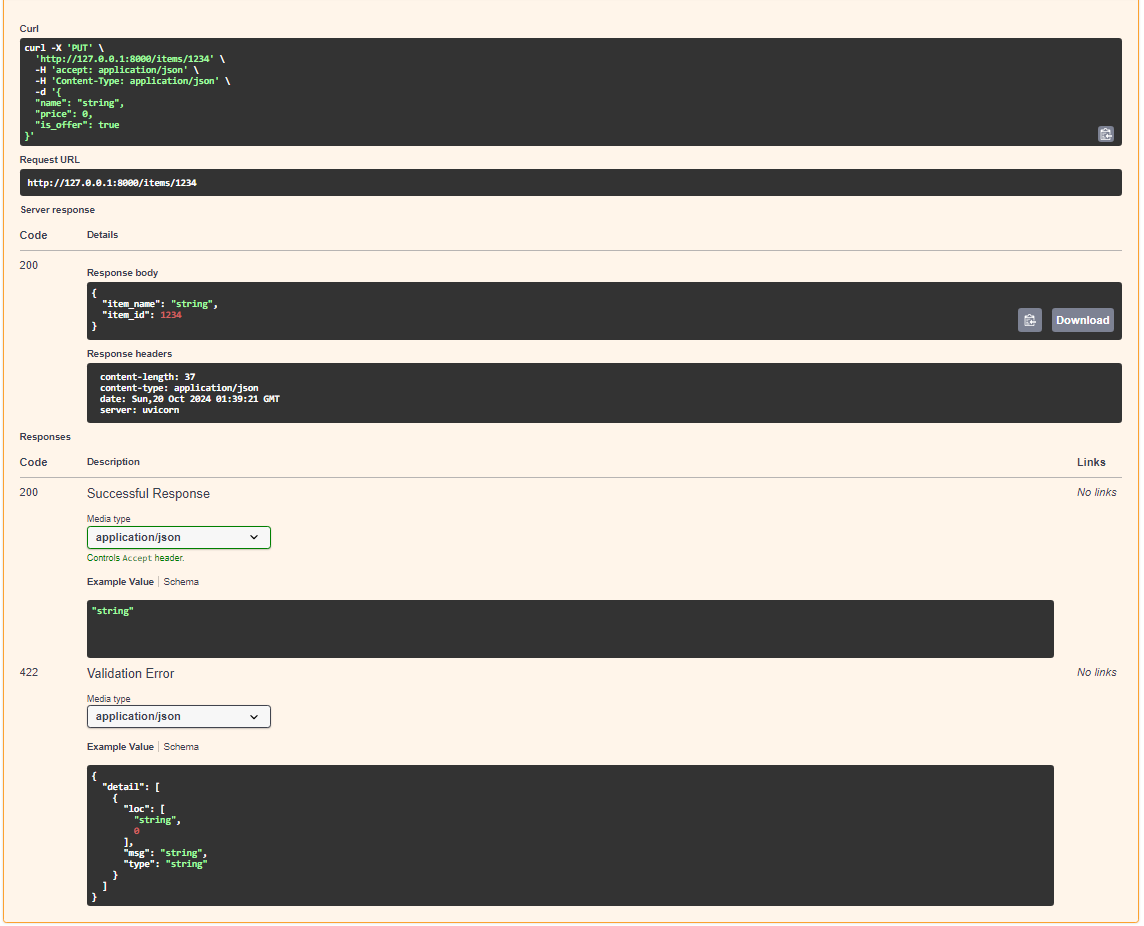 Curl
curl -X 'PUT' \
  'http://127.0.0.1:8000/items/1234' \
  -H 'accept: application/json' \
  -H 'Content-Type: application/json' \
  -d '{
  "name": "string",
  "price": 0,
  "is_offer": true
}'
Request URL
http://127.0.0.1:8000/items/1234
Server response
Code Details
200
Response body
{
  "item_name": "string",
  "item_id": 1234
}
Download
Response headers
content-length: 37
content-type: application/json
date: Sun,20 Oct 2024 01:39:21 GMT
server: uvicorn
Responses
Code Description Links
200 Successful Response No links
Media type
application/json
Controls Accept header.
Example Value Schema
"string"
422 Validation Error No links
Media type
application/json
Example Value Schema
{
  "detail": [
    {
      "loc": [
        "string",
        0
      ],
      "msg": "string",
      "type": "string"
    }
  ]
}